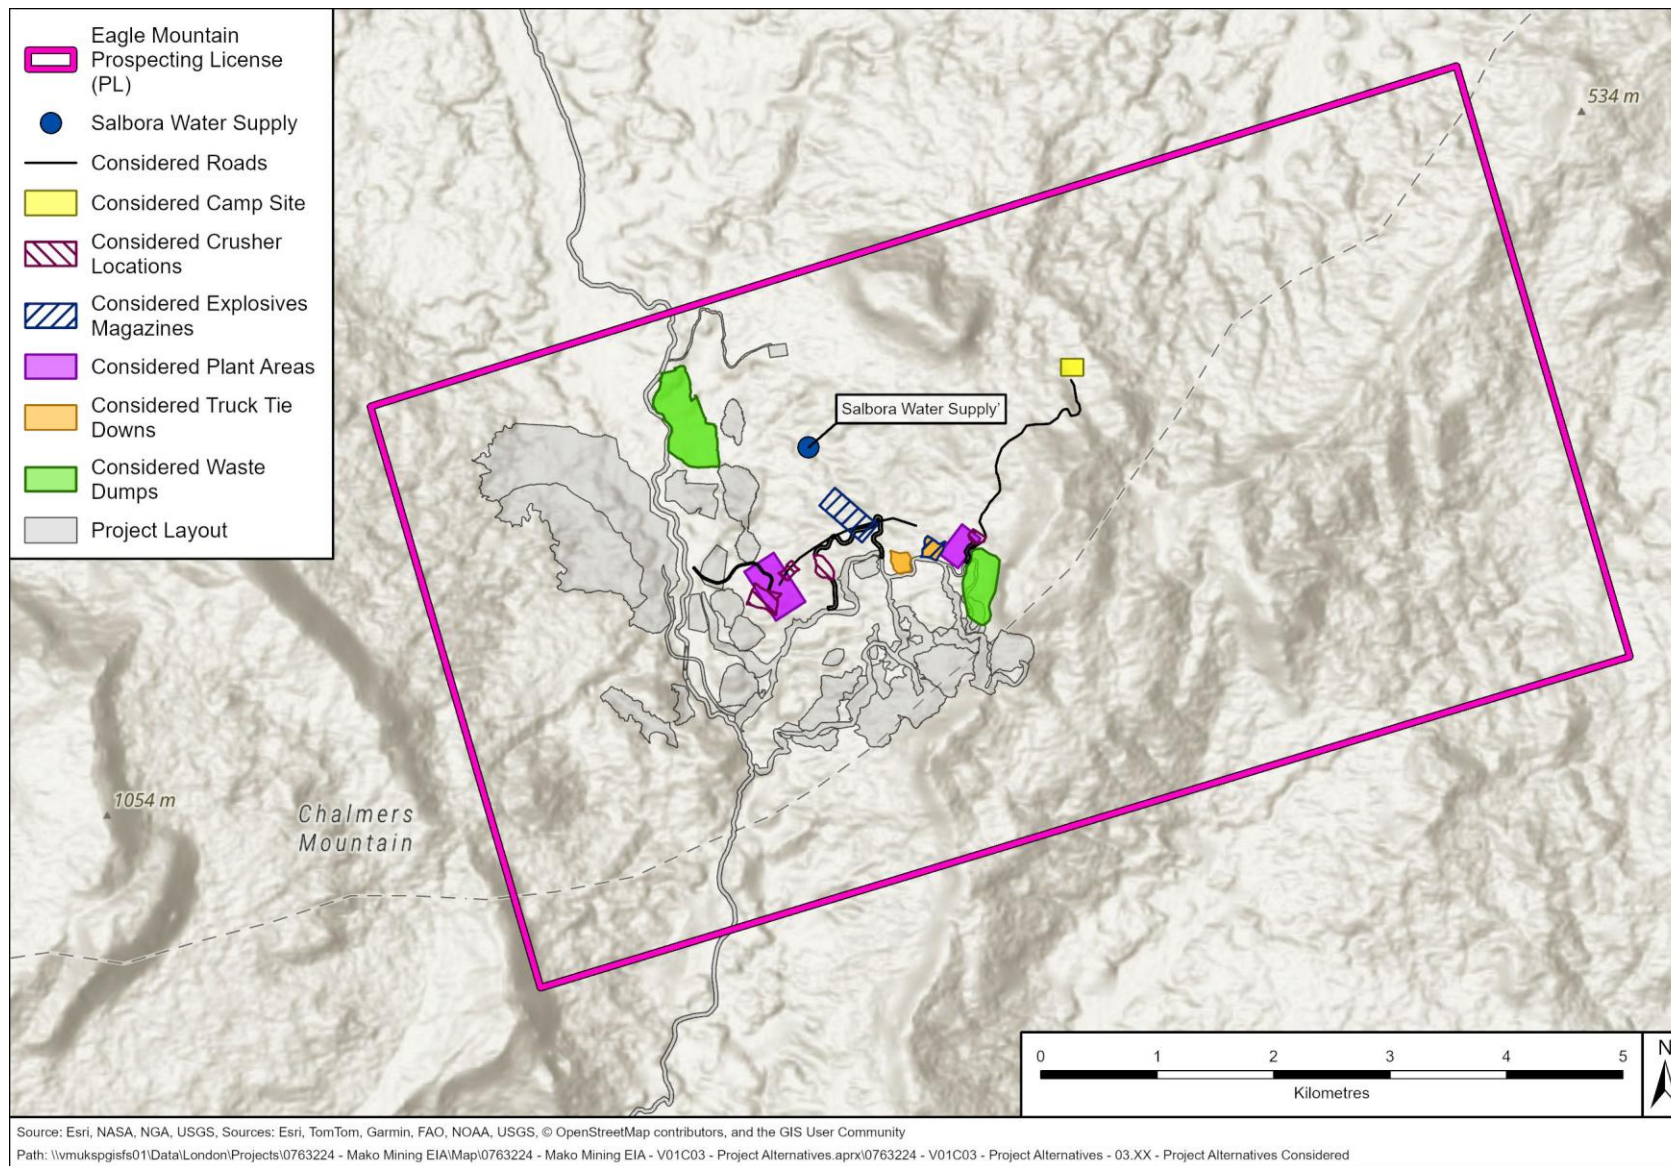 Eagle Mountain
Prospecting License
(PL)
Salbora Water Supply
Considered Roads
Considered Camp Site
Considered Crusher
Locations
Considered Explosives
Magazines
Considered Plant Areas
Considered Truck Tie
Downs
Considered Waste
Dumps
Project Layout
534 m
Salbora Water Supply'
1054 m
Chalmers
Mountain
0 1 2 3 4 5
Kilometres
N
Source: Esri, NASA, NGA, USGS, Sources: Esri, TomTom, Garmin, FAO, NOAA, USGS, © OpenStreetMap contributors, and the GIS User Community
Path: \\vmukspgisfs01\Data\London\Projects\0763224 - Mako Mining EIA\Map\0763224 - Mako Mining EIA - V01C03 - Project Alternatives.aprx\0763224 - V01C03 - Project Alternatives - 03.XX - Project Alternatives Considered